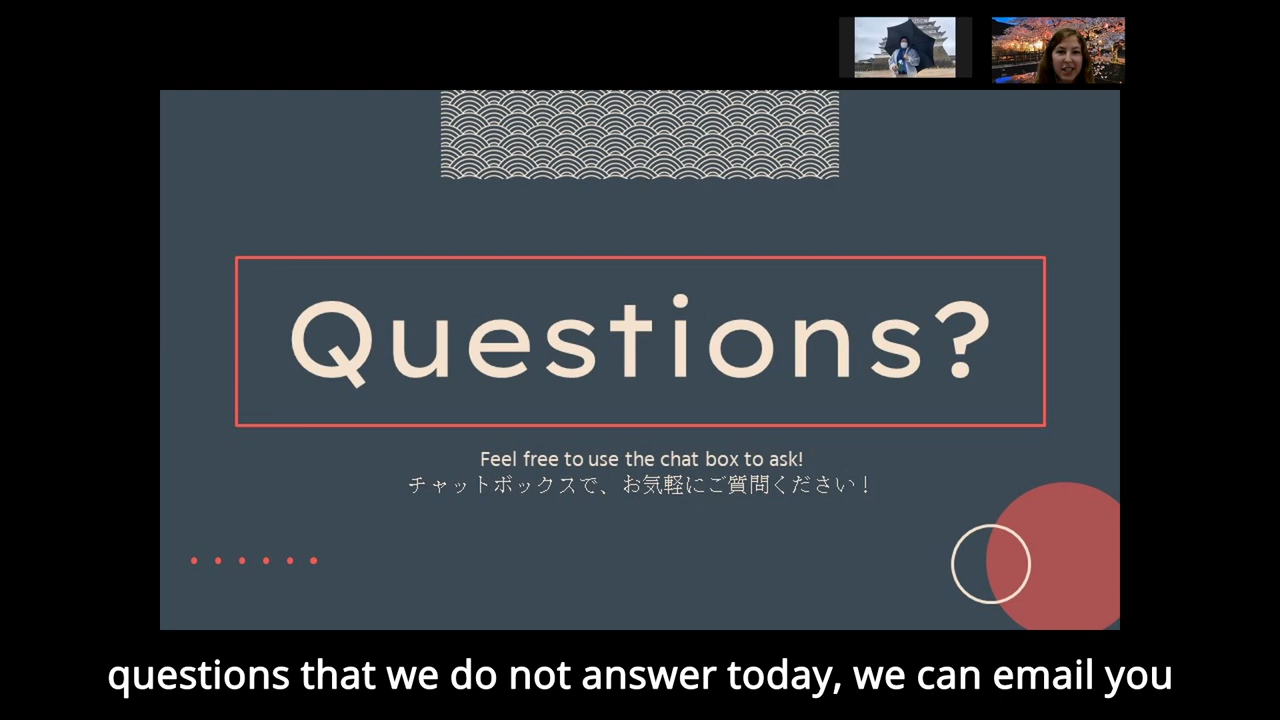 Questions?
Feel free to use the chat box to ask!
チャットボックスで、お気軽にご質問ください！
questions that we do not answer today, we can email you